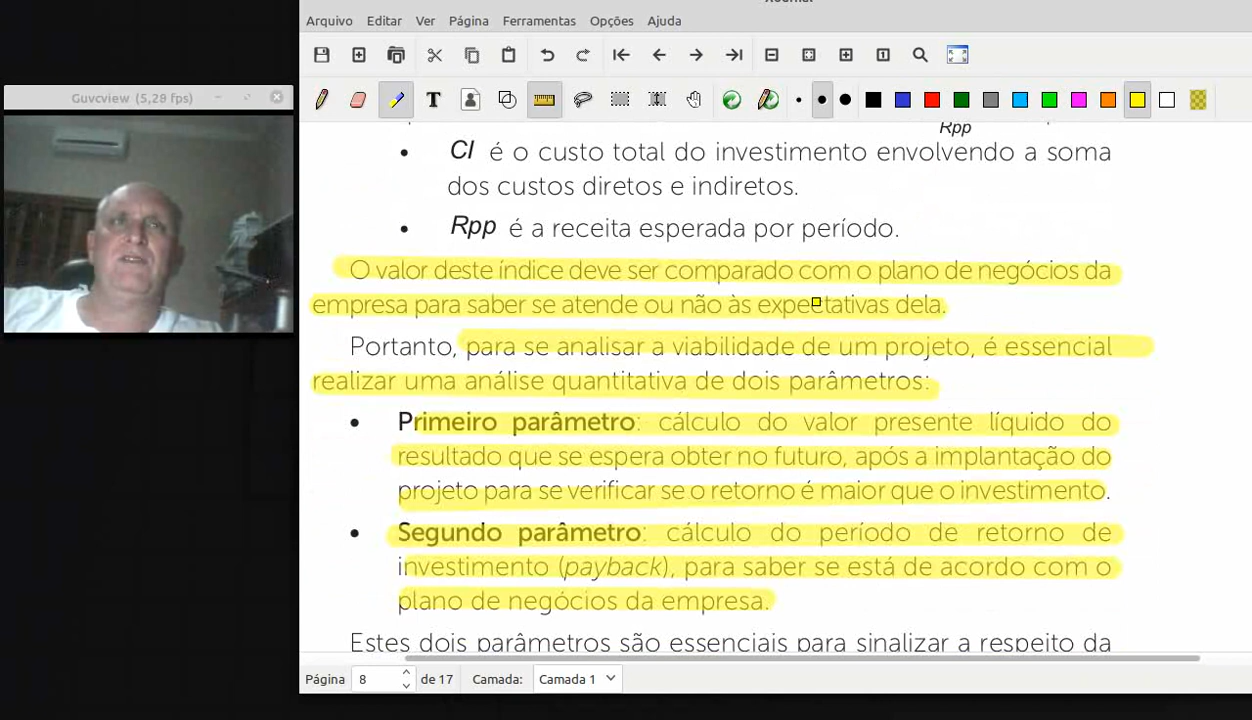 Xournal
Arquivo Editar Ver Página Ferramentas Opções Ajuda
Guvcview (5,28 fps)
Rpp
• CI é o custo total do investimento envolvendo a soma
dos custos diretos e indiretos.
• Rpp é a receita esperada por período.
O valor deste índice deve ser comparado com o plano de negócios da
empresa para saber se atende ou não às expectativas dela.
Portanto, para se analisar a viabilidade de um projeto, é essencial
realizar uma análise quantitativa de dois parâmetros:
• Primeiro parâmetro: cálculo do valor presente líquido do
resultado que se espera obter no futuro, após a implantação do
projeto para se verificar se o retorno é maior que o investimento.
• Segundo parâmetro: cálculo do período de retorno de
investimento (payback), para saber se está de acordo com o
plano de negócios da empresa.
Estes dois parâmetros são essenciais para sinalizar a respeito da
Página 8 de 17 Camada: Camada 1